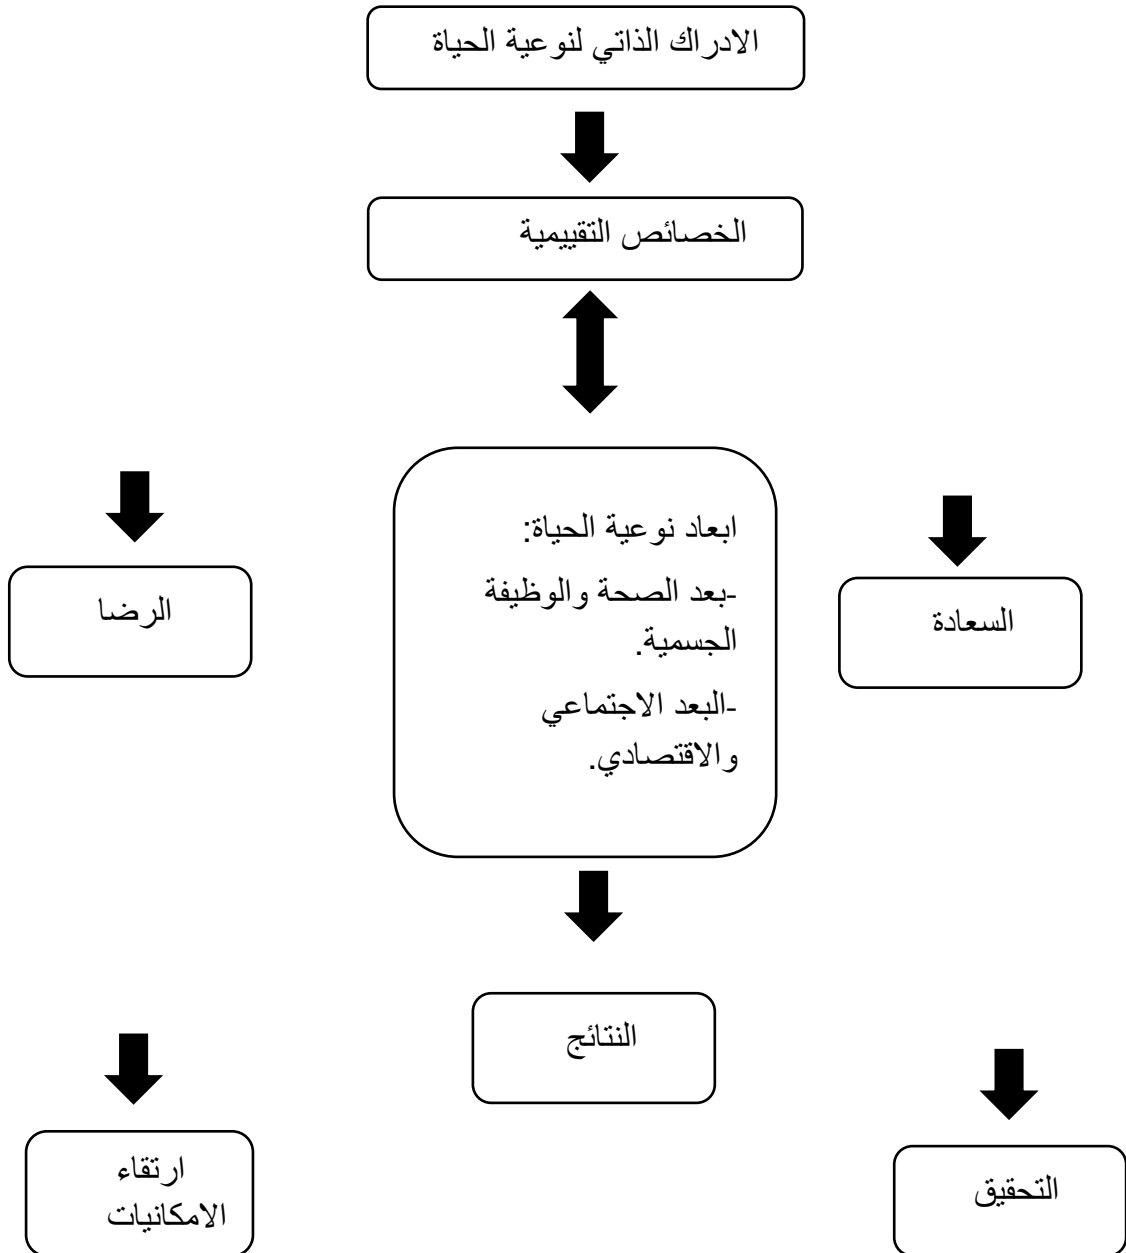 الادراك الذاتي لنوعية الحياة
الخصائص التقييمية
ابعاد نوعية الحياة:
-بعد الصحة والوظيفة
الجسمية.
-البعد الاجتماعي
والاقتصادي.
السعادة
الرضا
النتائج
التحقيق
ارتقاء
الامكانيات